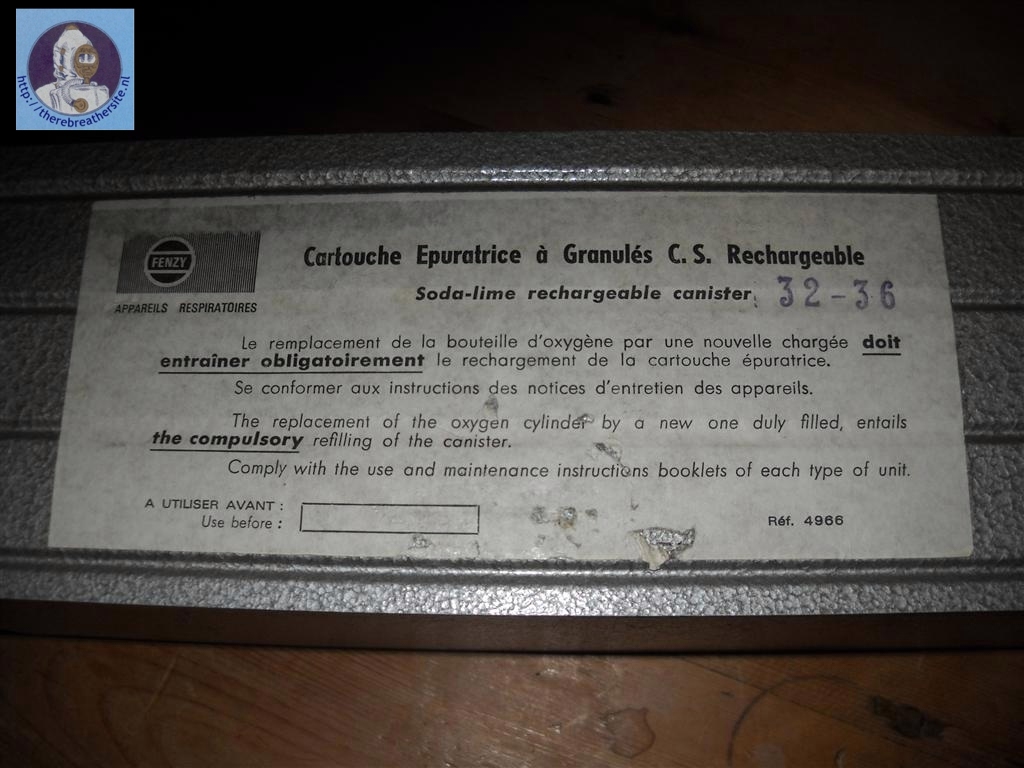 http://therebreathersite.nl
FENZY
APPAREILS RESPIRATOIRES
Cartouche Epuratrice à Granulés C. S. Rechargeable
Soda-lime rechargeable canister: 32-36
Le remplacement de la bouteille d'oxygène par une nouvelle chargée doit
entraîner obligatoirement le rechargement de la cartouche épuratrice.
Se conformer aux instructions des notices d'entretien des appareils.
The replacement of the oxygen cylinder by a new one duly filled, entails
the compulsory refilling of the canister.
Comply with the use and maintenance instructions booklets of each type of unit.
A UTILISER AVANT :
Use before :
Réf. 4966